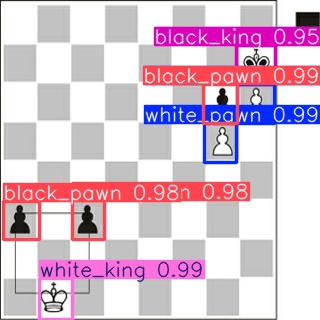 black_king 0.95
black_pawn 0.99
white_pawn 0.99
black_pawn 0.98n 0.98
white_king 0.99